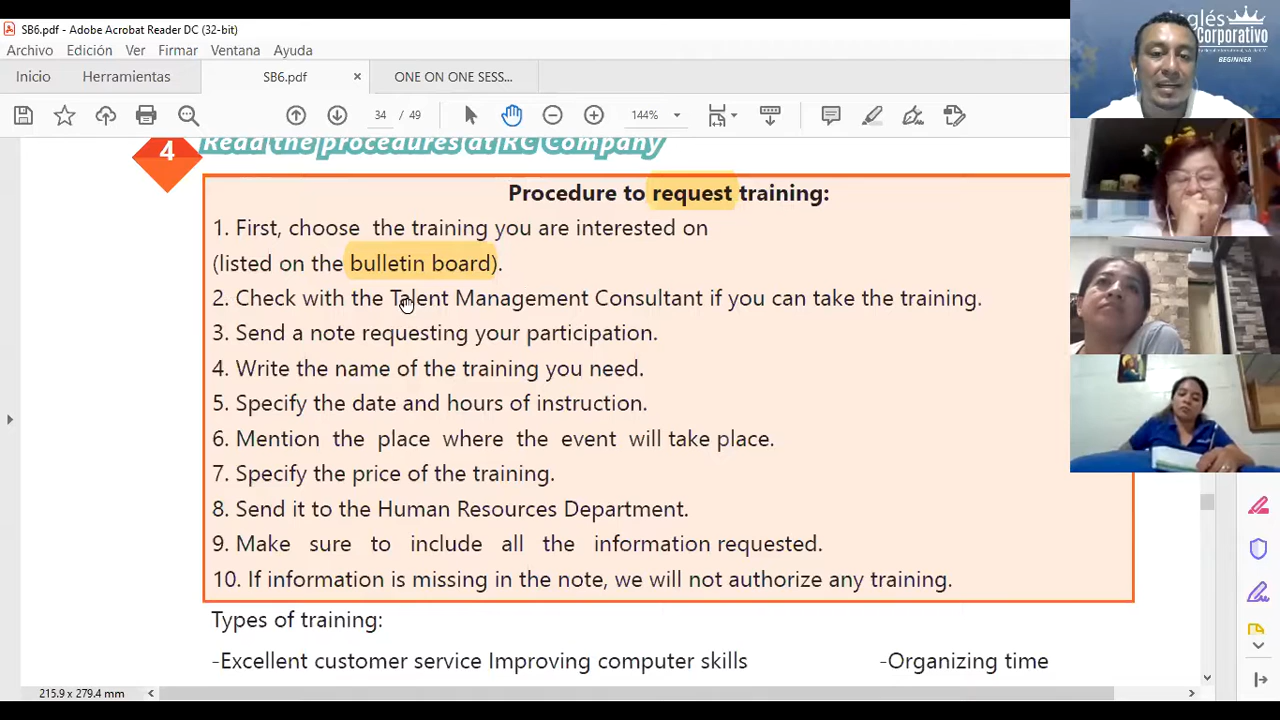 SB6.pdf - Adobe Acrobat Reader DC (32-bit)
Archivo Edición Ver Firmar Ventana Ayuda
Inicio Herramientas SB6.pdf × ONE ON ONE SESS...
34 / 49 144%
inglés
Corporativo
BEGINNER
4 Read the procedures at RC Company
Procedure to request training:
1. First, choose the training you are interested on
(listed on the bulletin board).
2. Check with the Talent Management Consultant if you can take the training.
3. Send a note requesting your participation.
4. Write the name of the training you need.
5. Specify the date and hours of instruction.
6. Mention the place where the event will take place.
7. Specify the price of the training.
8. Send it to the Human Resources Department.
9. Make sure to include all the information requested.
10. If information is missing in the note, we will not authorize any training.
Types of training:
-Excellent customer service Improving computer skills -Organizing time
215.9 x 279.4 mm